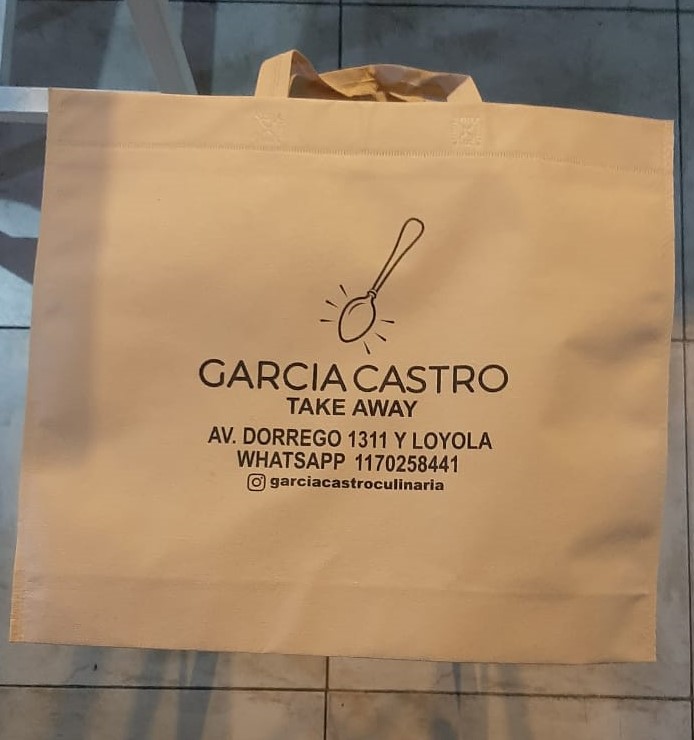 GARCIA CASTRO
TAKE AWAY
AV. DORREGO 1311 Y LOYOLA
WHATSAPP 1170258441
garciacastroculinaria